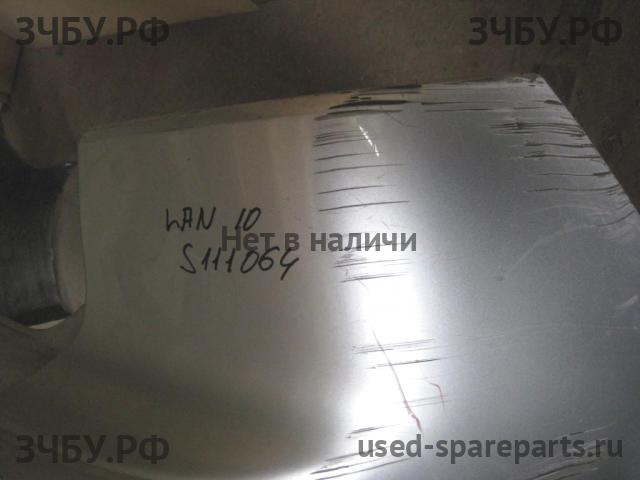 ЗЧБУ.РФ
ЗЧБУ.РФ
LAN 10
Нет в наличи
S111064
ЗЧБУ.РФ
used-spareparts.ru